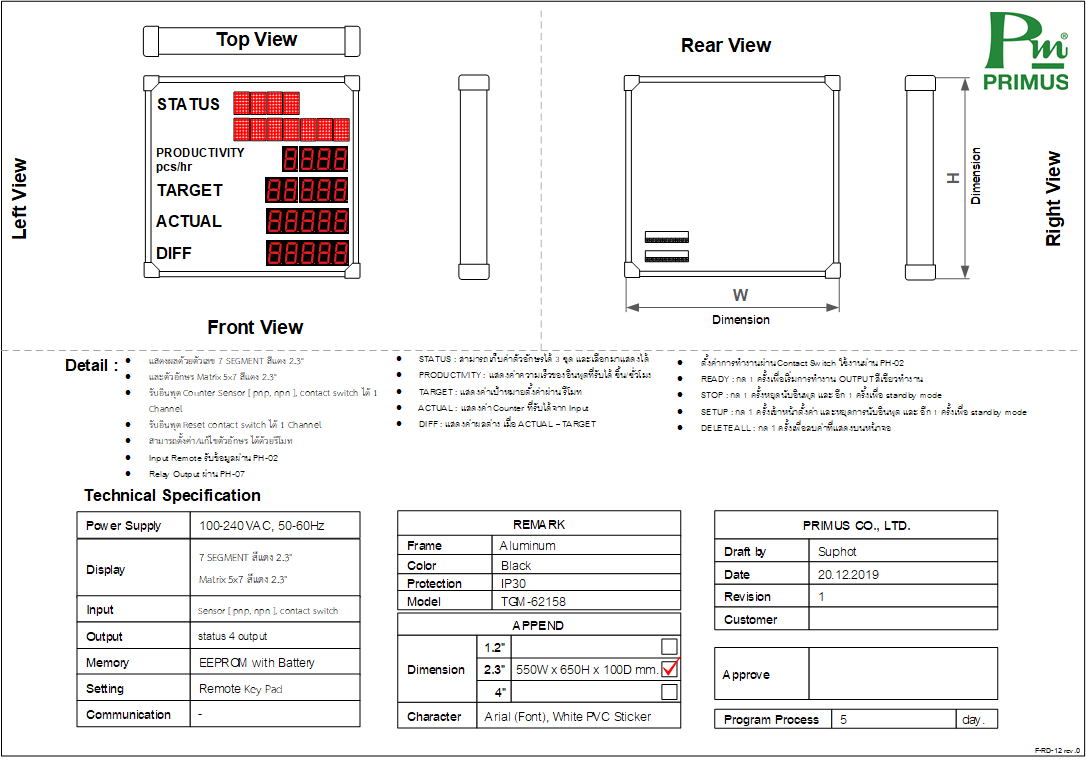 Top View
Rear View
Pm®
PRIMUS
Left View
STATUS
PRODUCTIVITY
pcs/hr
TARGET
ACTUAL
DIFF
Front View
H
Dimension
W
Dimension
Right View
Detail :
• แสดงผลด้วยตัวเลข 7 SEGMENT สีแดง 2.3"
• และตัวอักษร Matrix 5x7 สีแดง 2.3"
• รับอินพุต Counter Sensor [ pnp, npn ], contact switch ได้ 1
Channel
• รับอินพุต Reset contact switch ได้ 1 Channel
• สามารถตั้งค่า/แก้ไขตัวอักษร ได้ด้วยรีโมท
• Input Remote รับข้อมูลผ่าน PH-02
• Relay Output ผ่าน PH-07
• STATUS : สามารถเก็บค่าตัวอักษรได้ 3 ชุด และเลือกมาแสดงได้
• PRODUCTIVITY : แสดงค่าความเร็วของอินพุตที่รับได้ ชิ้น/ชั่วโมง
• TARGET : แสดงค่าเป้าหมายตั้งค่าผ่าน รีโมท
• ACTUAL : แสดงค่า Counter ที่รับได้จาก Input
• DIFF : แสดงค่าผลต่าง เมื่อ ACTUAL – TARGET
• ตั้งค่าการทำงานผ่าน Contact Switch ใช้งานผ่าน PH-02
• READY : กด 1 ครั้งเพื่อเริ่มการทำงาน OUTPUT สีเขียวทำงาน
• STOP : กด 1 ครั้งหยุดนับอินพุต และ อีก 1 ครั้งเพื่อ standby mode
• SETUP : กด 1 ครั้งเข้าหน้าตั้งค่า และหยุดการนับอินพุต และ อีก 1 ครั้งเพื่อ standby mode
• DELETE ALL : กด 1 ครั้งเพื่อลบค่าที่แสดงบนหน้าจอ
Technical Specification
Power Supply 100-240 VAC, 50-60Hz
Display 7 SEGMENT สีแดง 2.3"
Matrix 5x7 สีแดง 2.3"
Input Sensor [ pnp, npn ], contact switch
Output status 4 output
Memory EEPROM with Battery
Setting Remote Key Pad
Communication -
REMARK
Frame Aluminum
Color Black
Protection IP30
Model TGM-62158
APPEND
Dimension
1.2"
2.3" 550W x 650H x 100D mm.
4"
Character Arial (Font), White PVC Sticker
PRIMUS CO., LTD.
Draft by Suphot
Date 20.12.2019
Revision 1
Customer
Approve
Program Process 5 day.
F-RD-12 rev.0